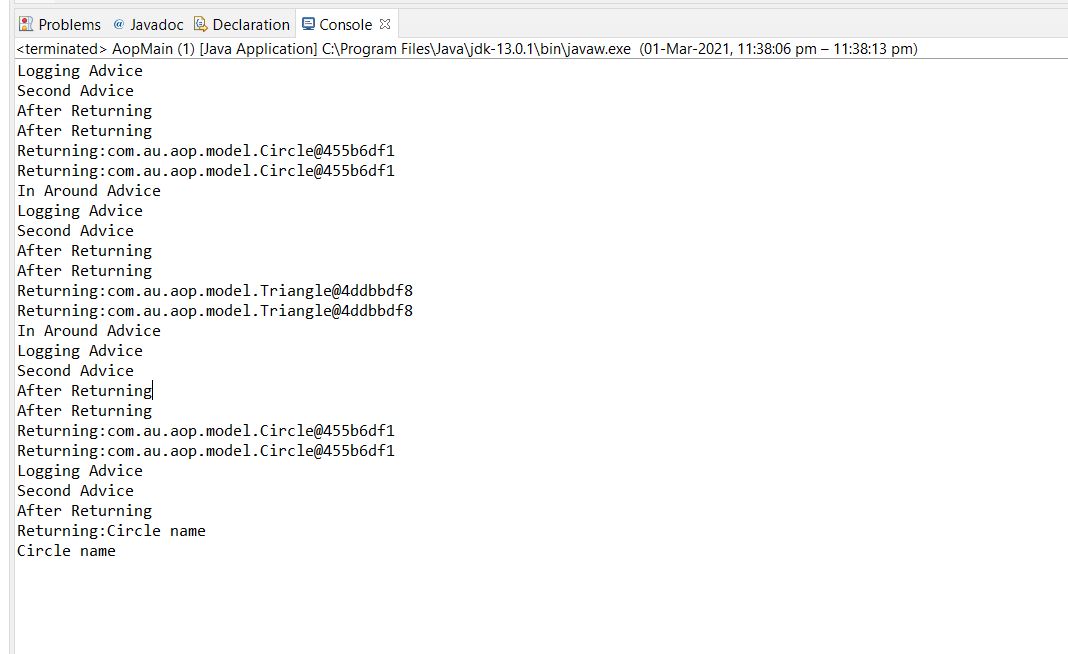 Problems @ Javadoc Declaration Console
<terminated> AopMain (1) [Java Application] C:\Program Files\Java\jdk-13.0.1\bin\javaw.exe (01-Mar-2021, 11:38:06 pm – 11:38:13 pm)
Logging Advice
Second Advice
After Returning
After Returning
Returning:com.au.aop.model.Circle@455b6df1
Returning:com.au.aop.model.Circle@455b6df1
In Around Advice
Logging Advice
Second Advice
After Returning
After Returning
Returning:com.au.aop.model.Triangle@4ddbbdf8
Returning:com.au.aop.model.Triangle@4ddbbdf8
In Around Advice
Logging Advice
Second Advice
After Returning
After Returning
Returning:com.au.aop.model.Circle@455b6df1
Returning:com.au.aop.model.Circle@455b6df1
Logging Advice
Second Advice
After Returning
Returning:Circle name
Circle name